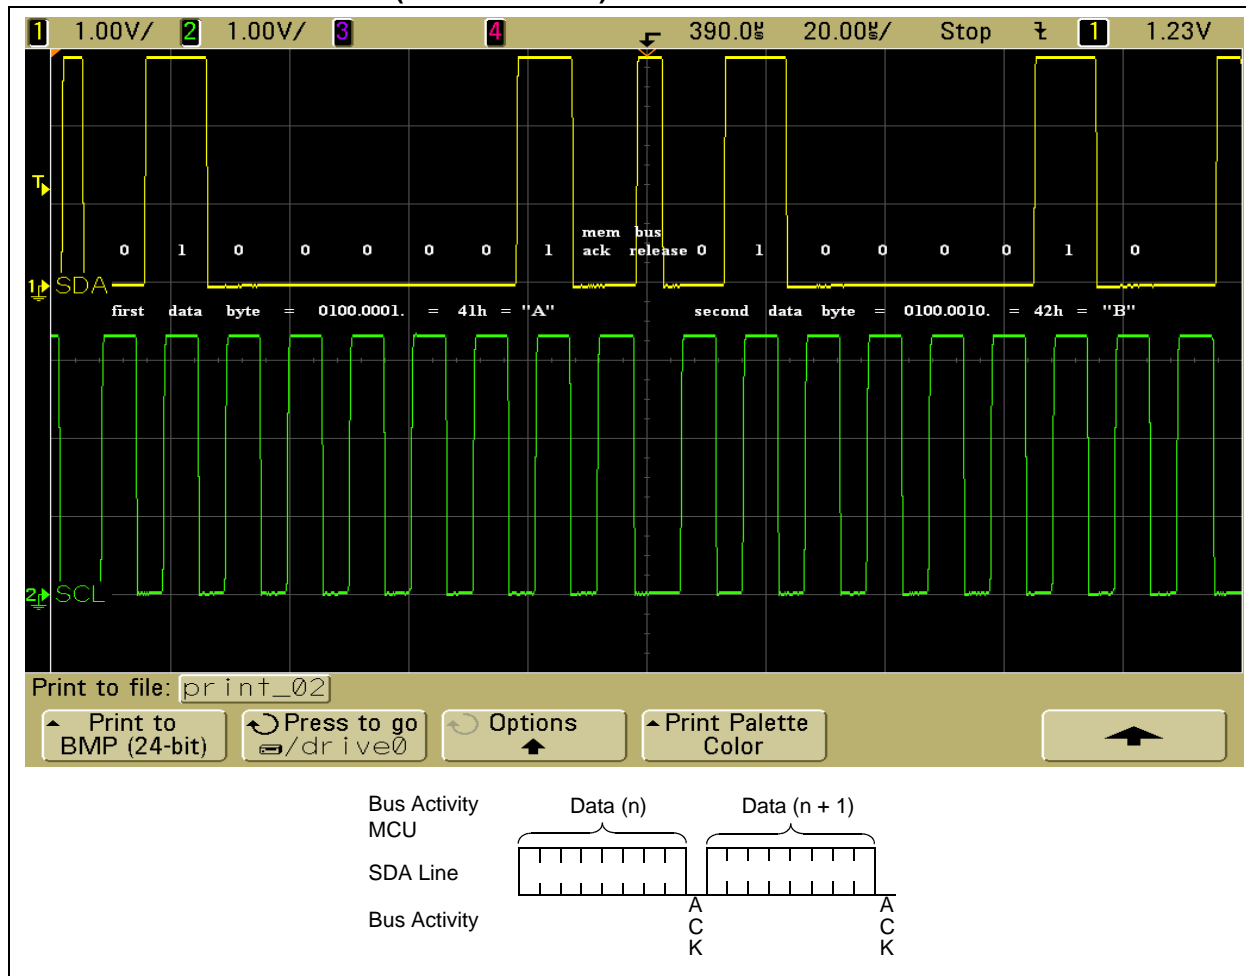 1 1.00V/ 2 1.00V/ 3 4 390.0µs 20.00µs/ Stop 1 1.23V
T
mem bus
0 1 0 0 0 0 0 1 ack release 0 1 0 0 0 0 1 0
1 SDA
first data byte = 0100.0001. = 41h = "A" second data byte = 0100.0010. = 42h = "B"
2 SCL
Print to file: print_02
Print to Press to go Options Print Palette
BMP (24-bit) /drive0 Color
Bus Activity Data (n) Data (n + 1)
MCU
SDA Line
Bus Activity
A A
C C
K K